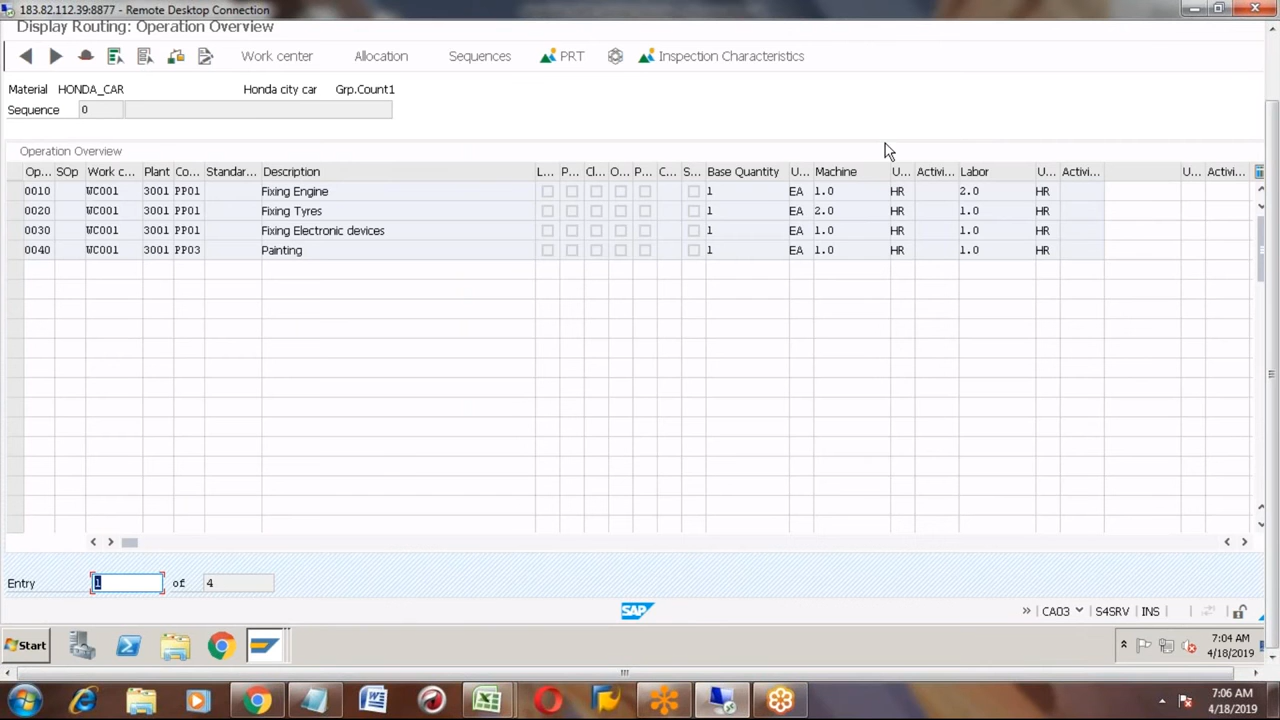 183.82.112.39:8877 - Remote Desktop Connection
Display Routing: Operation Overview
Work center Allocation Sequences PRT Inspection Characteristics
Material HONDA_CAR Honda city car Grp.Count1
Sequence 0
Operation Overview
Op... SOp Work c... Plant Co... Standar... Description L... P... Cl... O... P... C... S... Base Quantity U... Machine U... Activi... Labor U... Activi... U... Activi...
0010 WC001 3001 PP01 Fixing Engine 1 EA 1.0 HR 2.0 HR
0020 WC001 3001 PP01 Fixing Tyres 1 EA 2.0 HR 1.0 HR
0030 WC001 3001 PP01 Fixing Electronic devices 1 EA 1.0 HR 1.0 HR
0040 WC001 3001 PP03 Painting 1 EA 1.0 HR 1.0 HR
Entry 1 of 4
SAP CA03 S4SRV INS
Start 7:04 AM
4/18/2019
7:06 AM
4/18/2019